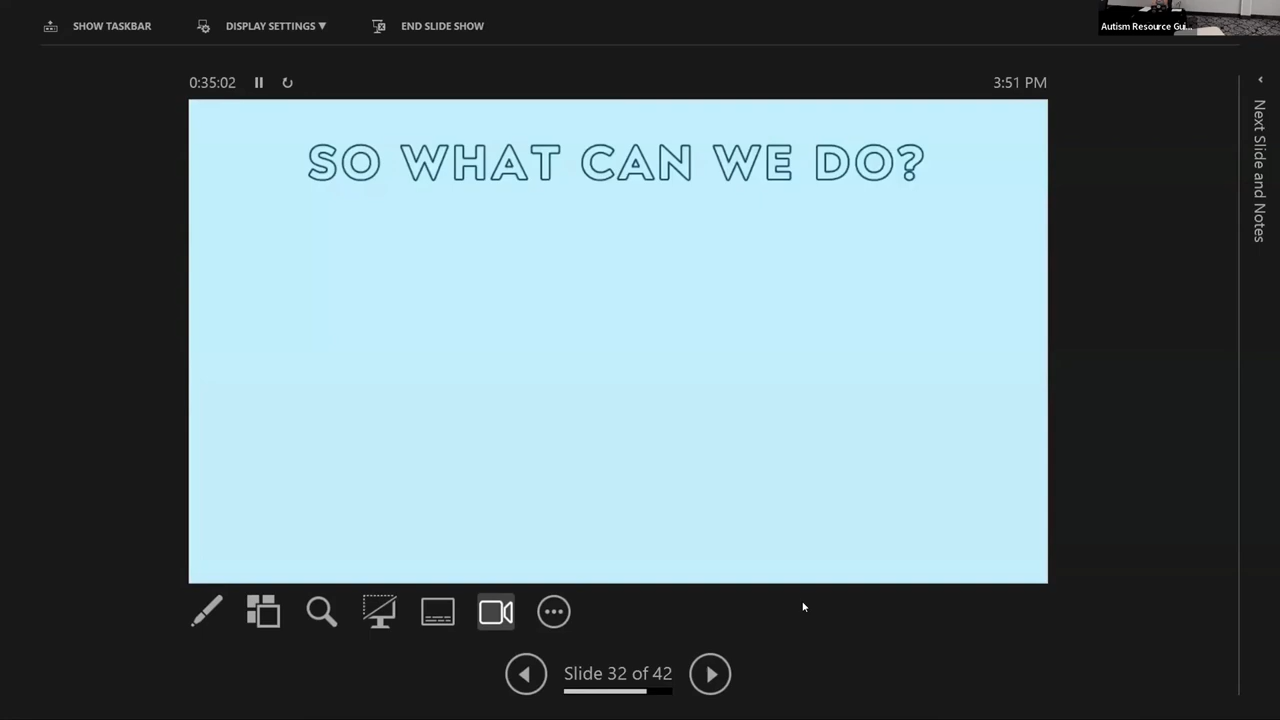 SHOW TASKBAR
DISPLAY SETTINGS ▼
END SLIDE SHOW
Autism Resource Gui...
0:35:02
3:51 PM
SO WHAT CAN WE DO?
Next Slide and Notes
Slide 32 of 42